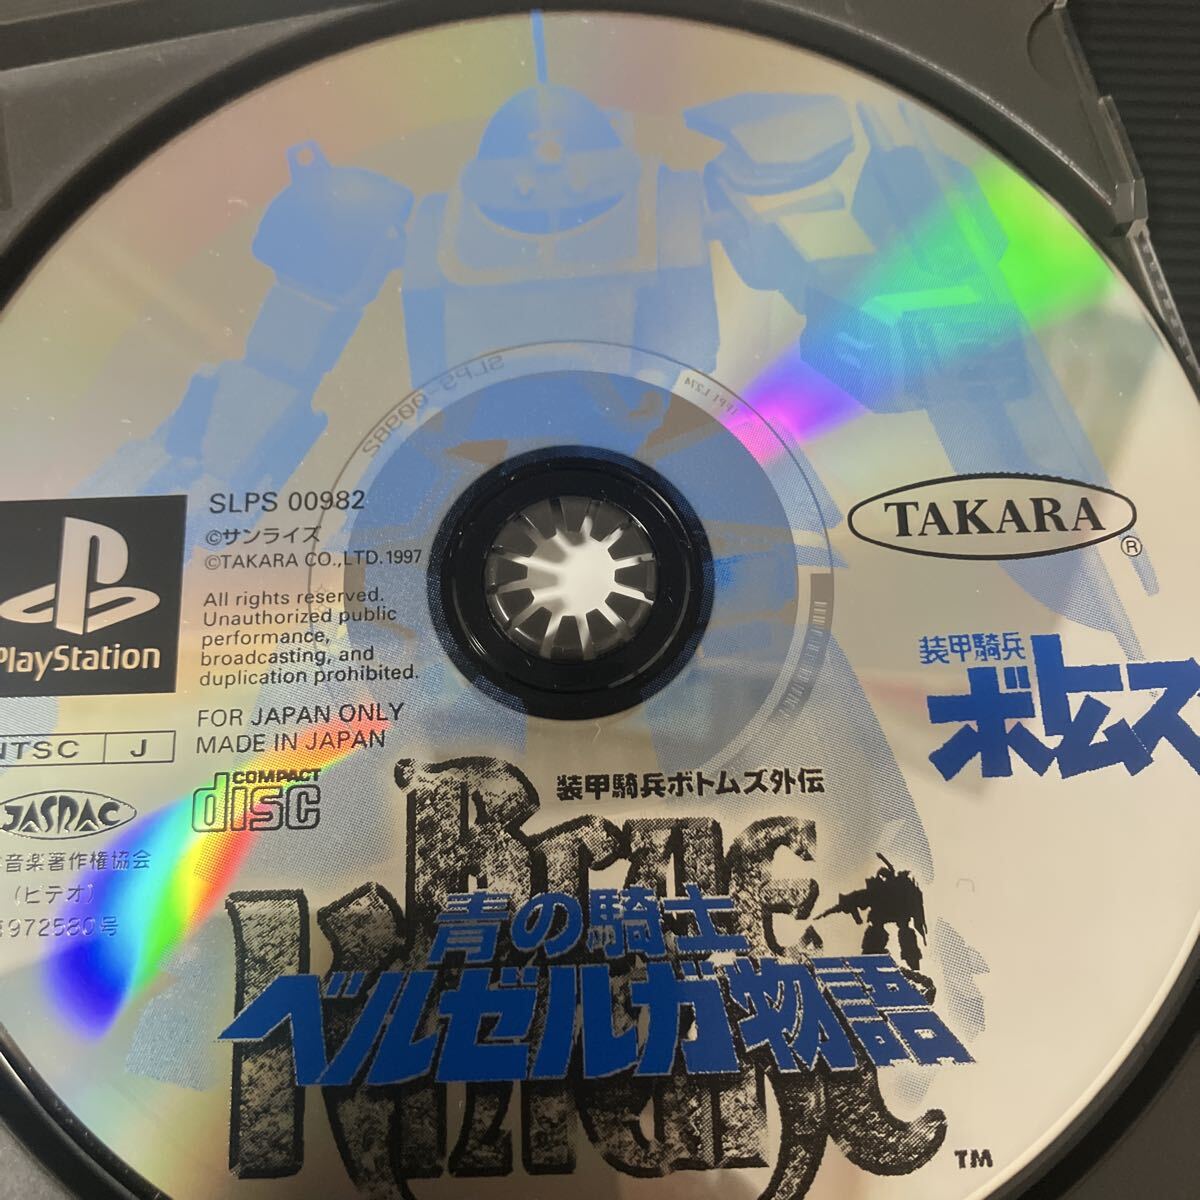 SLPS-00982
SLPS 00982
©サンライズ
©TAKARA CO.,LTD. 1997
All rights reserved.
Unauthorized public
performance,
broadcasting, and
duplication prohibited.
FOR JAPAN ONLY
MADE IN JAPAN
PlayStation
NTSC J
COMPACT
disc
JASRAC
音楽著作権協会
(ビデオ)
972580号
TAKARA
®
装甲騎兵
ボトムズ
装甲騎兵ボトムズ外伝
青の騎士
ベルゼルガ物語
TM